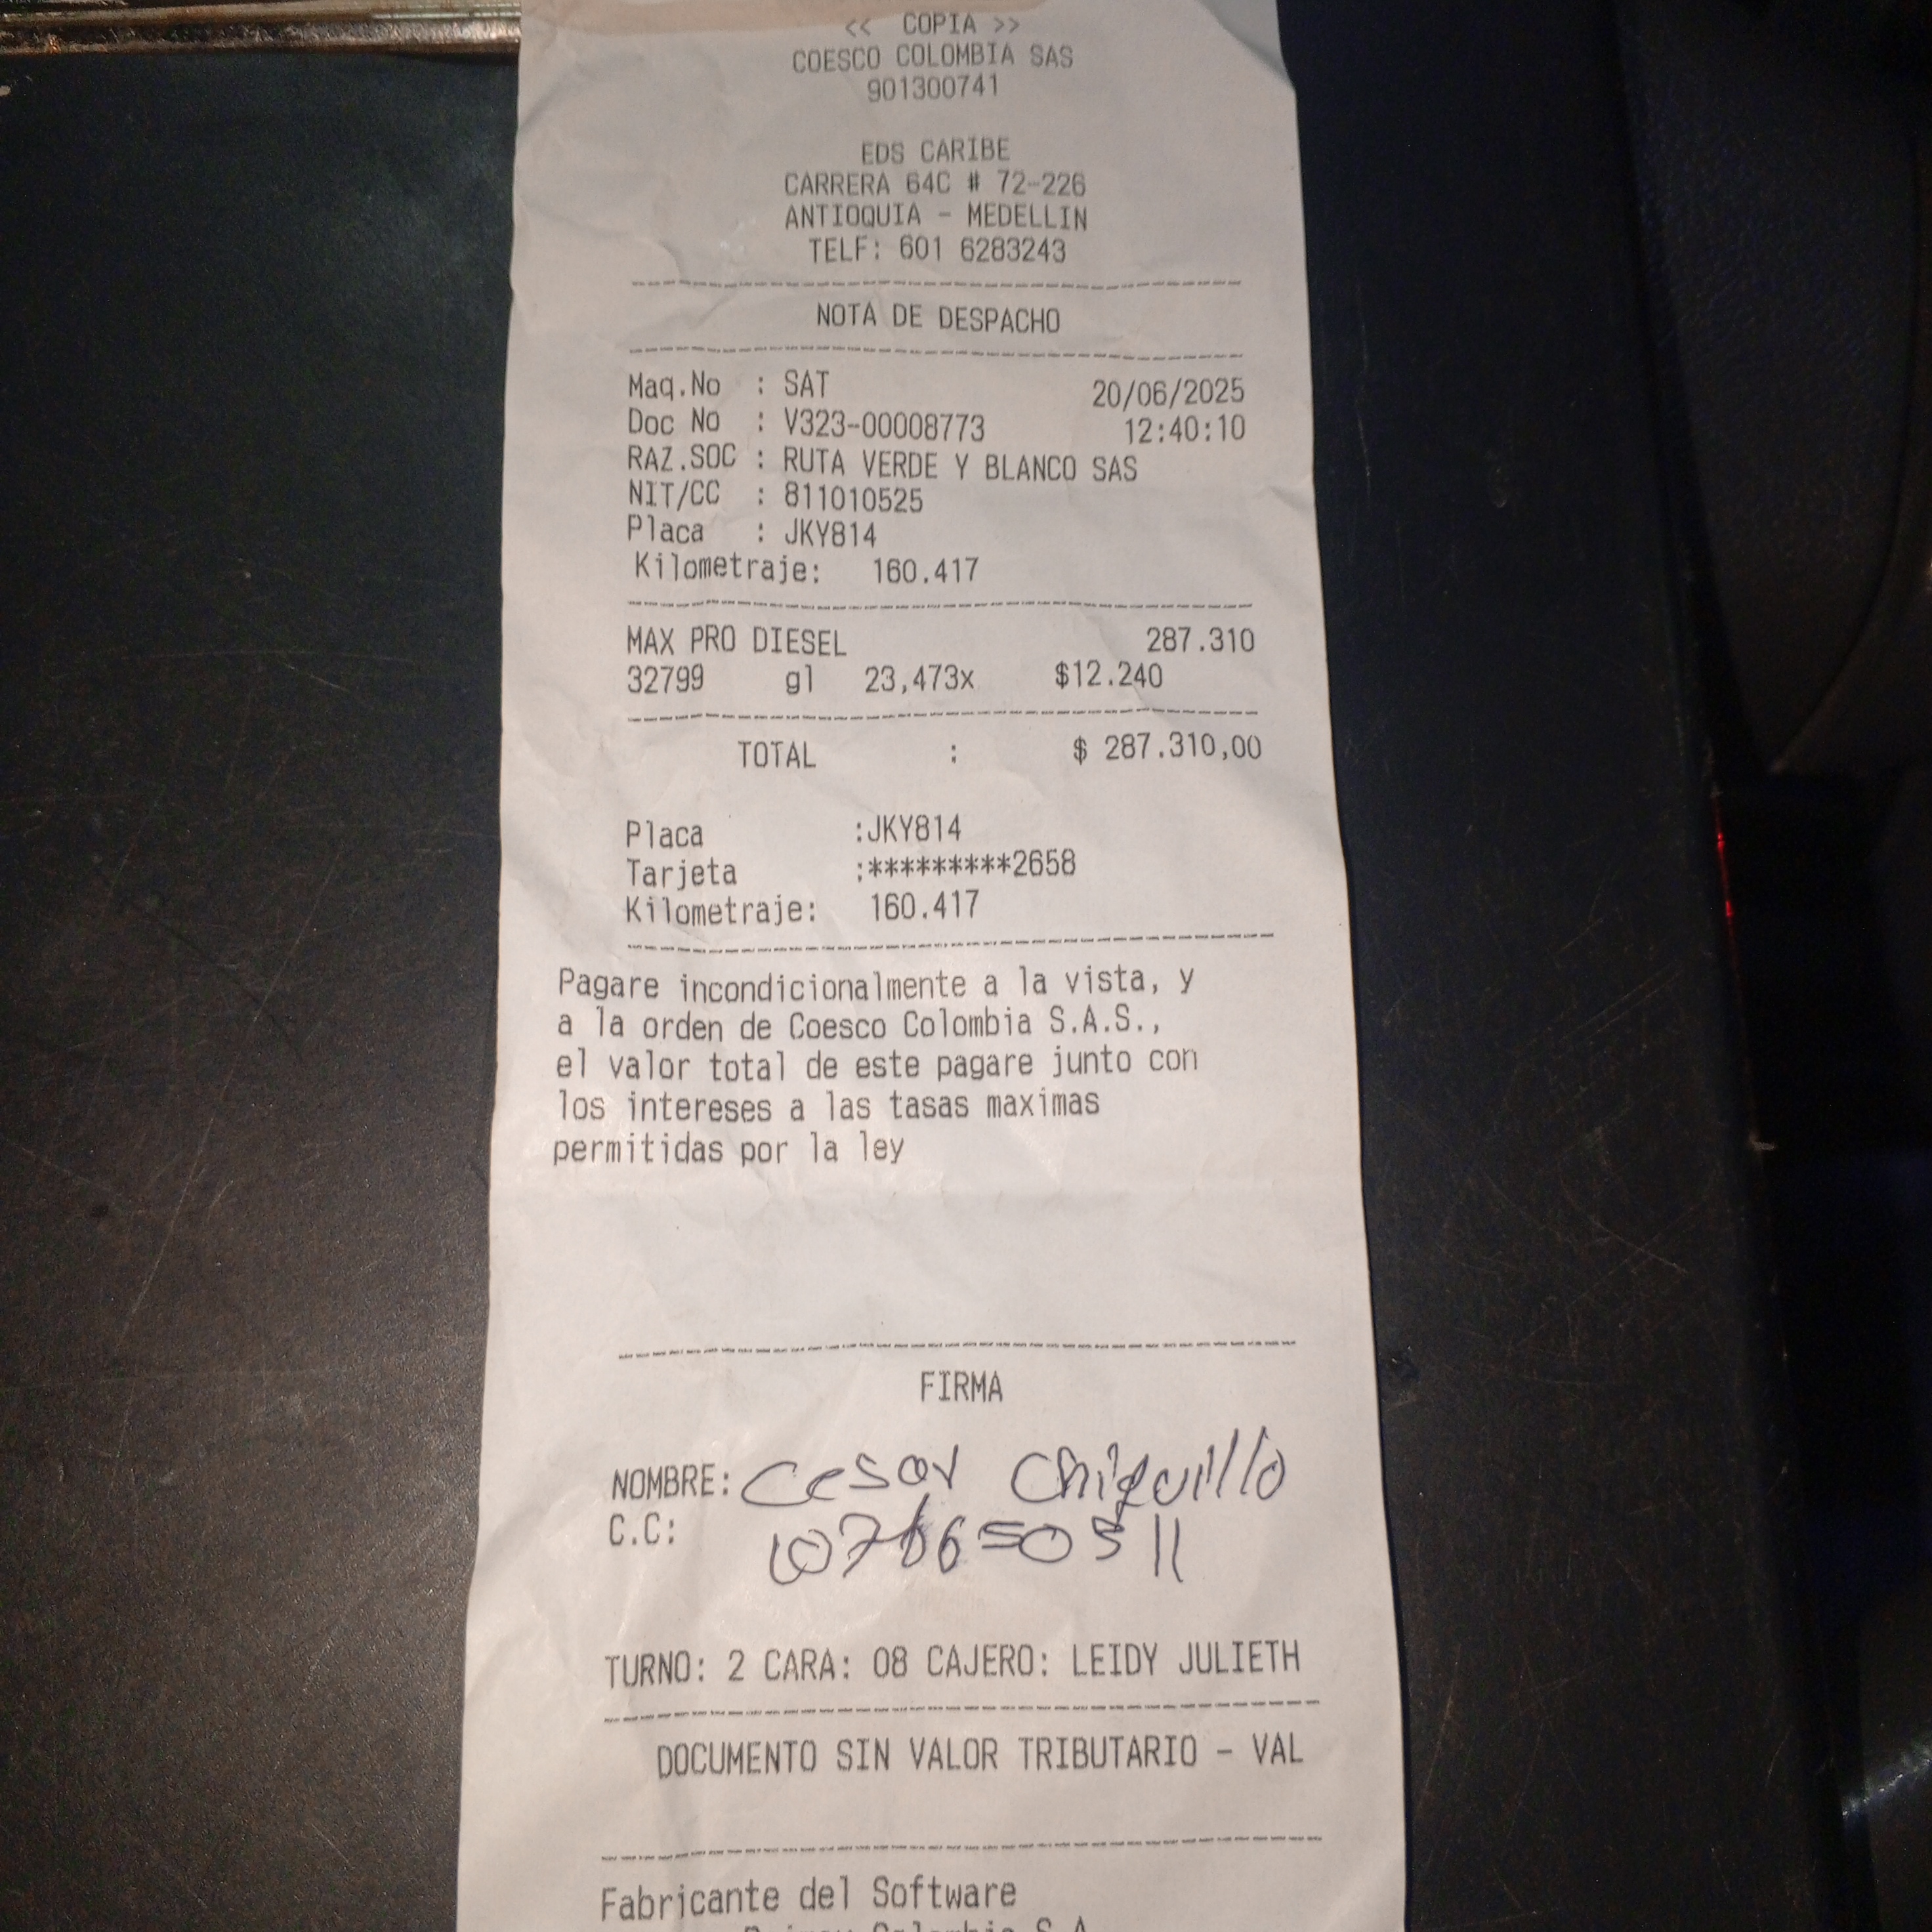 << COPIA >>
COESCO COLOMBIA SAS
901300741
EDS CARIBE
CARRERA 64C # 72-226
ANTIOQUIA - MEDELLIN
TELF: 601 6283243
NOTA DE DESPACHO
Maq.No : SAT 20/06/2025
Doc No : V323-00008773 12:40:10
RAZ.SOC : RUTA VERDE Y BLANCO SAS
NIT/CC : 811010525
Placa : JKY814
Kilometraje: 160.417
MAX PRO DIESEL 287.310
32799 gl 23,473x $12.240
TOTAL : $ 287.310,00
Placa :JKY814
Tarjeta :*********2658
Kilometraje: 160.417
Pagare incondicionalmente a la vista, y
a la orden de Coesco Colombia S.A.S.,
el valor total de este pagare junto con
los intereses a las tasas maximas
permitidas por la ley
FIRMA
NOMBRE: Cesar Chiquillo
C.C: 1076650511
TURNO: 2 CARA: 08 CAJERO: LEIDY JULIETH
DOCUMENTO SIN VALOR TRIBUTARIO - VAL
Fabricante del Software
Colombia S.A